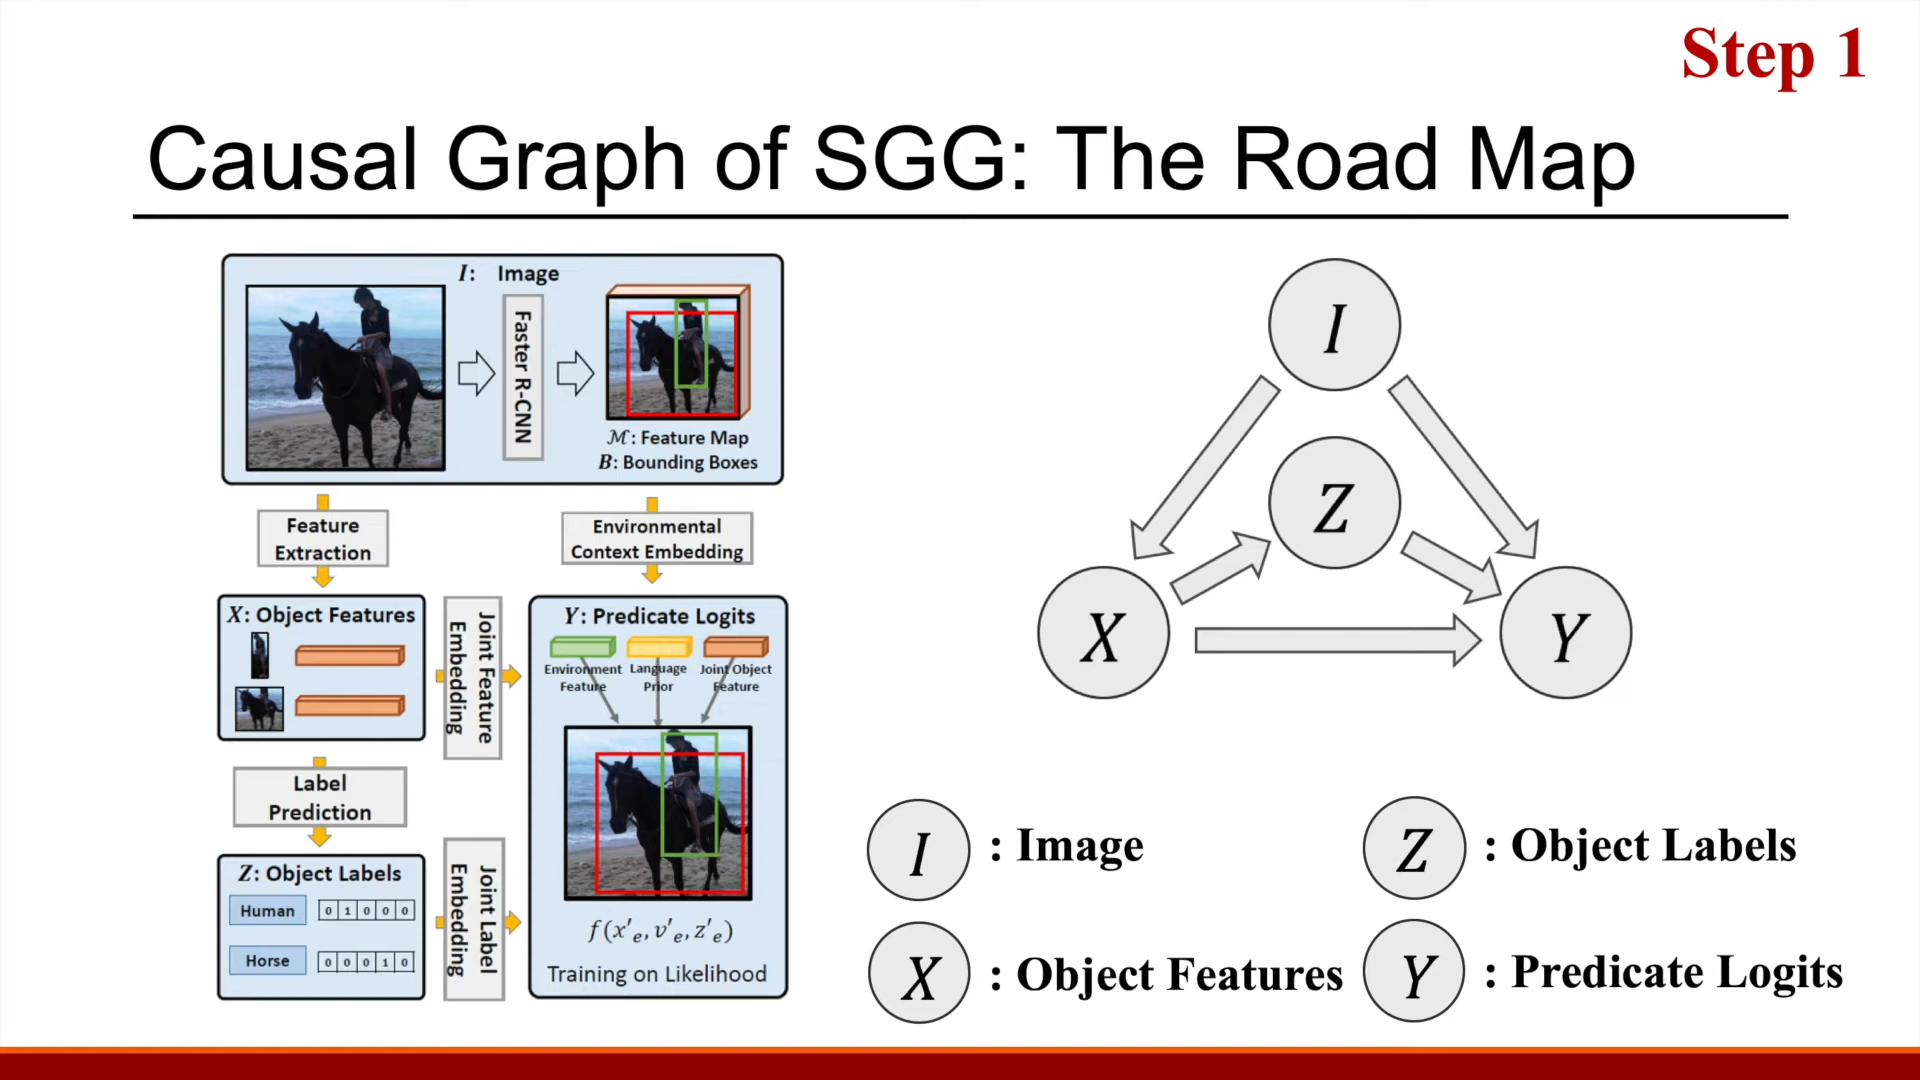 Step 1
Causal Graph of SGG: The Road Map
I: Image
Faster R-CNN
ℳ: Feature Map
B: Bounding Boxes
Feature
Extraction
Environmental
Context Embedding
X: Object Features
Joint Feature
Embedding
Y: Predicate Logits
Environment
Feature
Language
Prior
Joint Object
Feature
Label
Prediction
Z: Object Labels
Human
0 1 0 0 0
Horse
0 0 0 1 0
Joint Label
Embedding
f(x'e, v'e, z'e)
Training on Likelihood
I
Z
X
Y
I : Image
Z : Object Labels
X : Object Features
Y : Predicate Logits